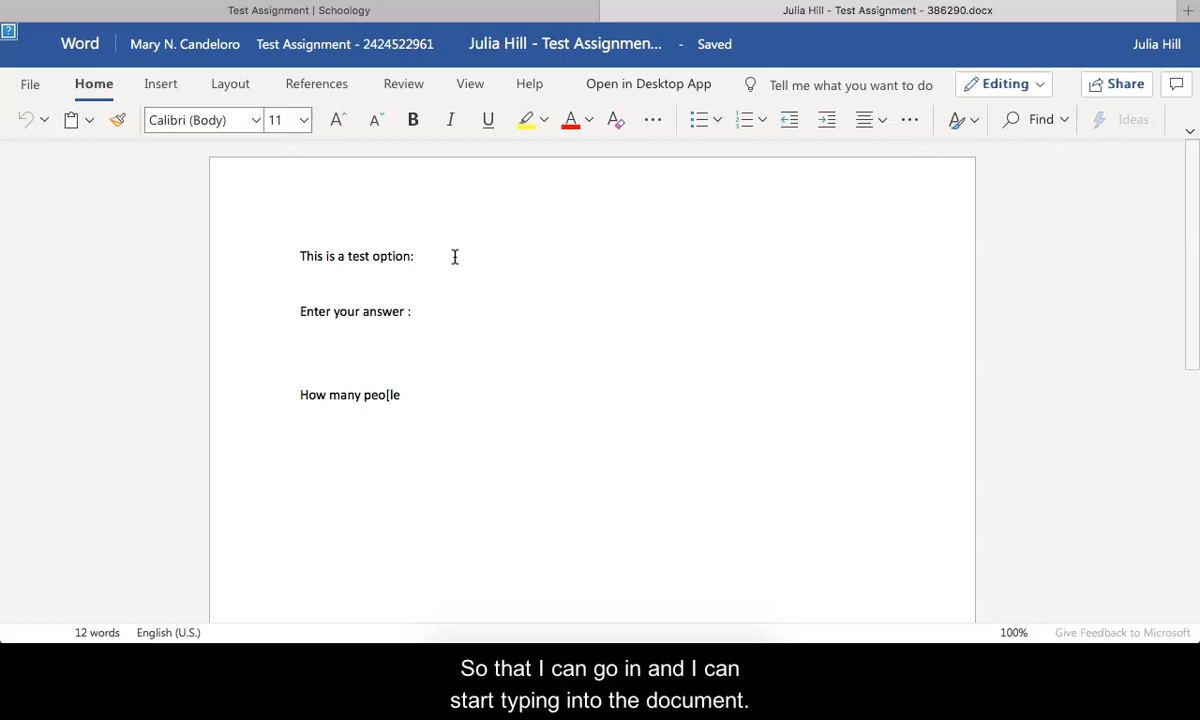 Test Assignment | Schoology
Julia Hill - Test Assignment - 386290.docx
Word
Mary N. Candeloro
Test Assignment - 2424522961
Julia Hill - Test Assignmen... - Saved
Julia Hill
File
Home
Insert
Layout
References
Review
View
Help
Open in Desktop App
Tell me what you want to do
Editing
Share
Calibri (Body)
11
Find
Ideas
This is a test option:
Enter your answer :
How many peo[le
12 words
English (U.S.)
100%
Give Feedback to Microsoft
So that I can go in and I can
start typing into the document.